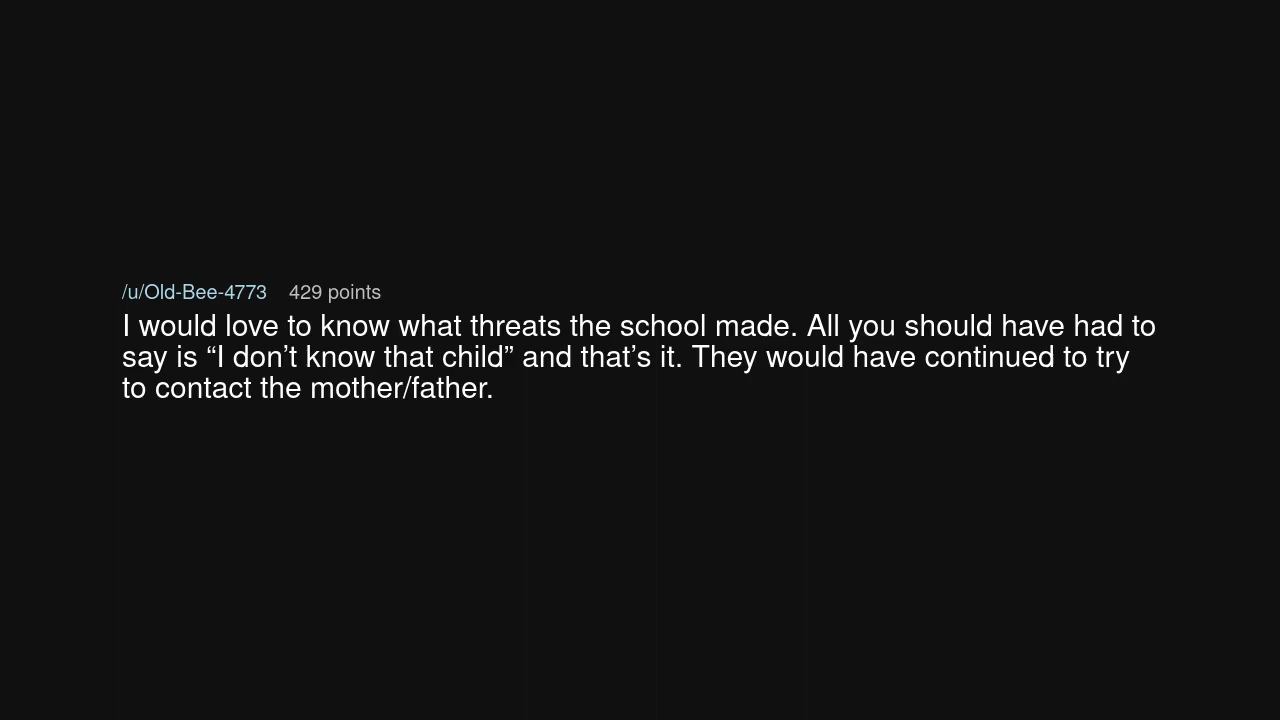 /u/Old-Bee-4773 429 points
I would love to know what threats the school made. All you should have had to
say is “I don’t know that child” and that’s it. They would have continued to try
to contact the mother/father.